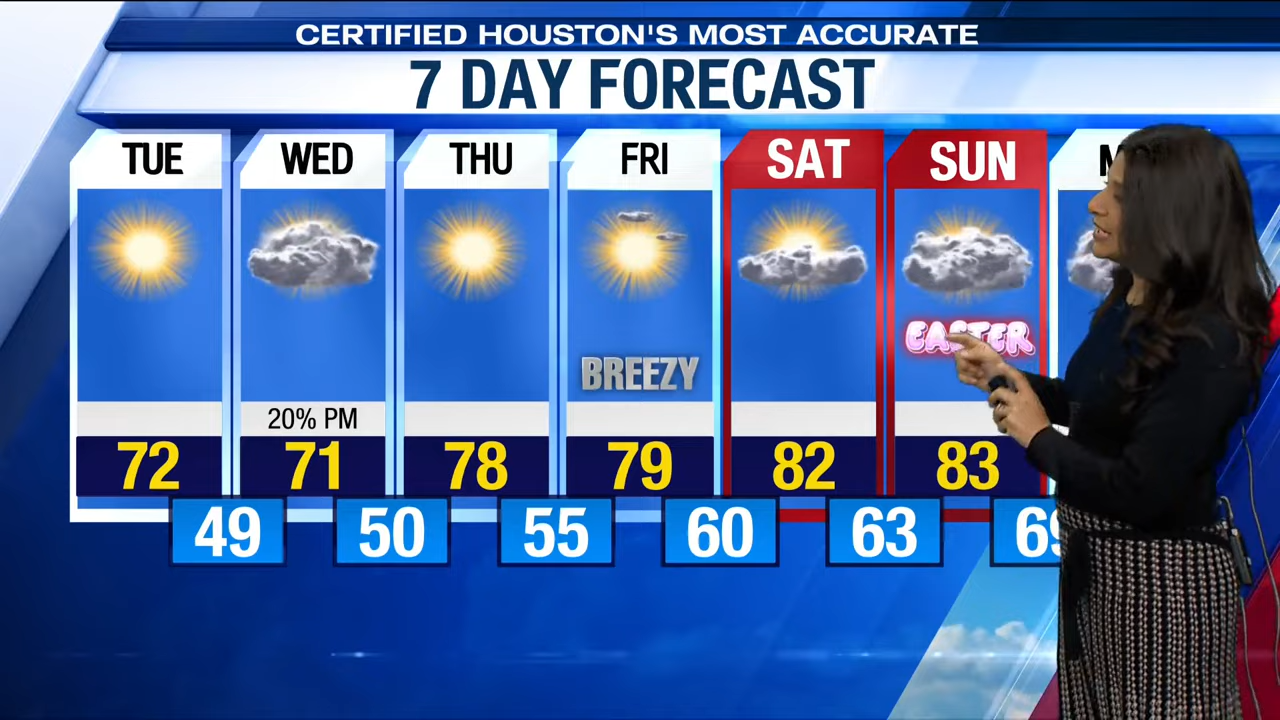 CERTIFIED HOUSTON'S MOST ACCURATE
7 DAY FORECAST
TUE WED THU FRI SAT SUN
EASTER
BREEZY
20% PM
72 71 78 79 82 83
49 50 55 60 63